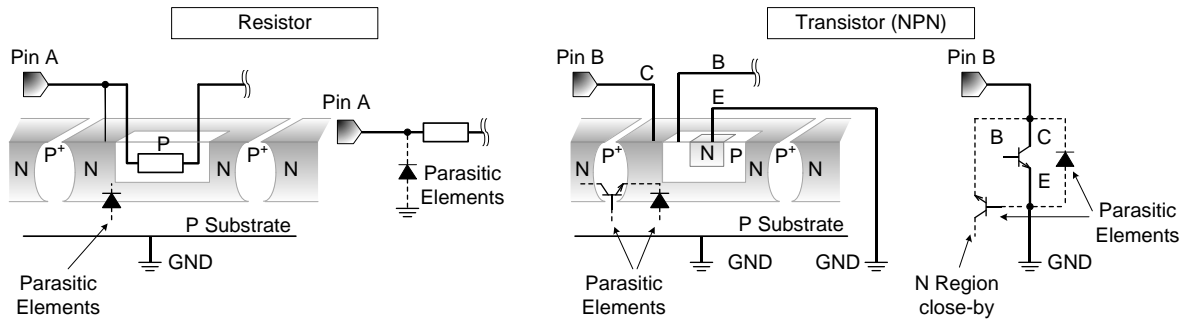 Resistor
Transistor (NPN)
Pin A
Pin B
C
B
E
Pin B
Pin A
B
C
E
N
P+
N
P
N
P+
N
Parasitic
Elements
N
P+
N
N
P
P+
N
P Substrate
GND
Parasitic
Elements
P Substrate
GND
GND
Parasitic
Elements
Parasitic
Elements
GND
N Region
close-by